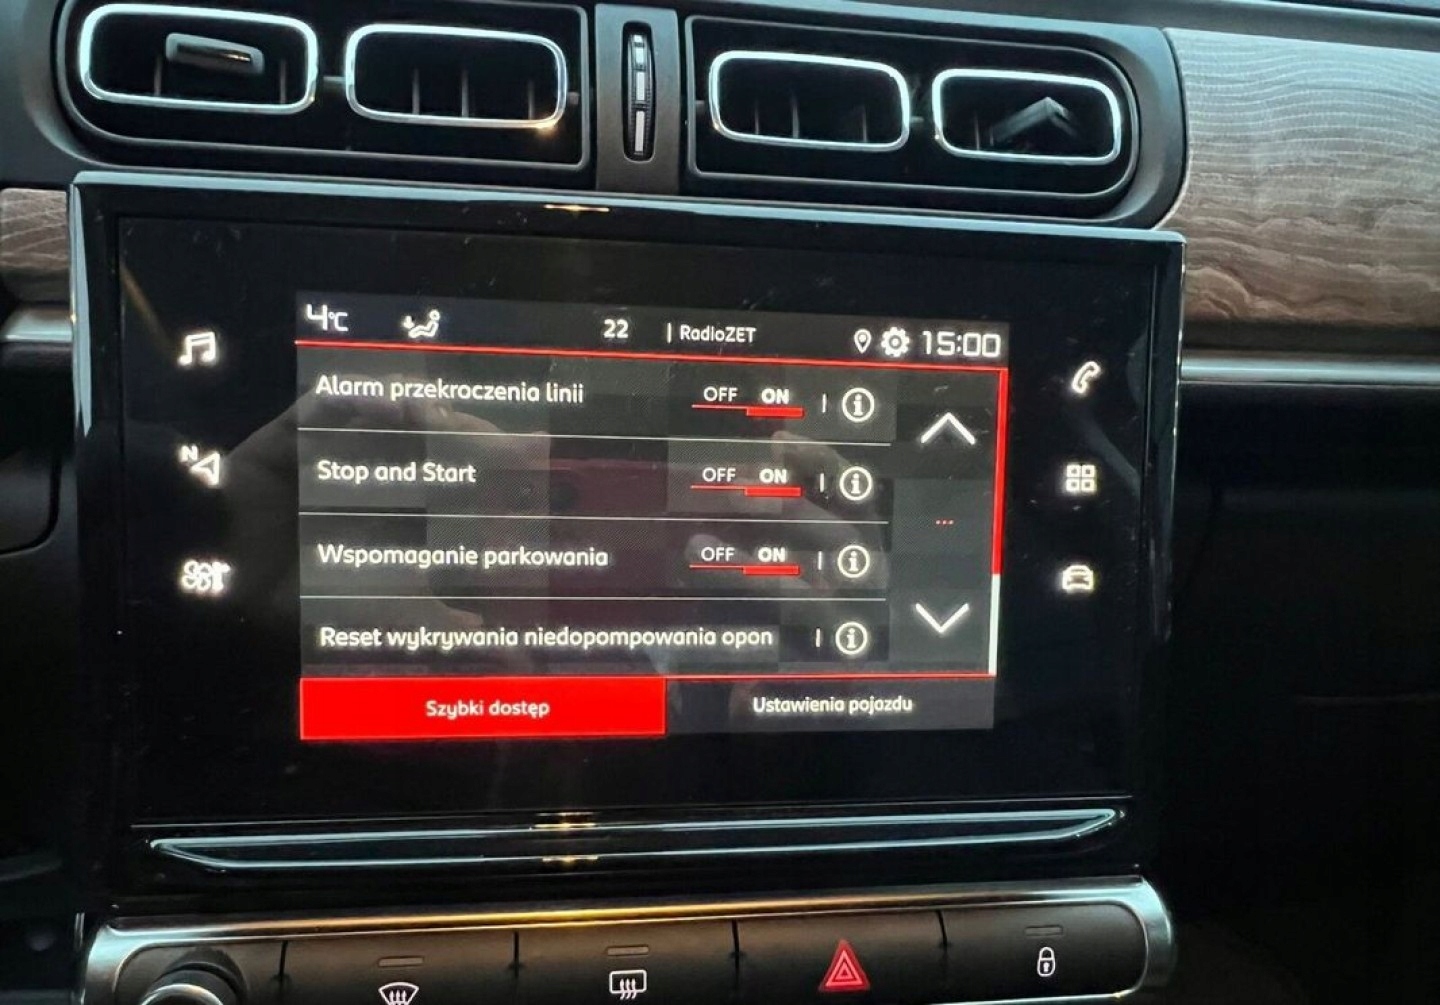 4°C 22 | RadioZET 15:00
Alarm przekroczenia linii OFF ON
Stop and Start OFF ON
N
Wspomaganie parkowania OFF ON
Reset wykrywania niedopompowania opon
Szybki dostęp Ustawienia pojazdu